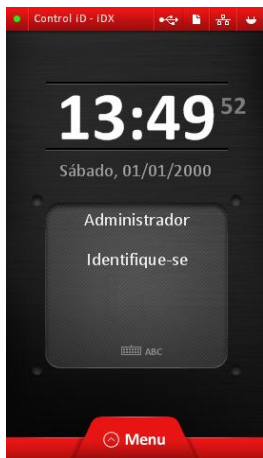 Control iD - iDX
13:49 52
Sábado, 01/01/2000
Administrador
Identifique-se
ABC
Menu